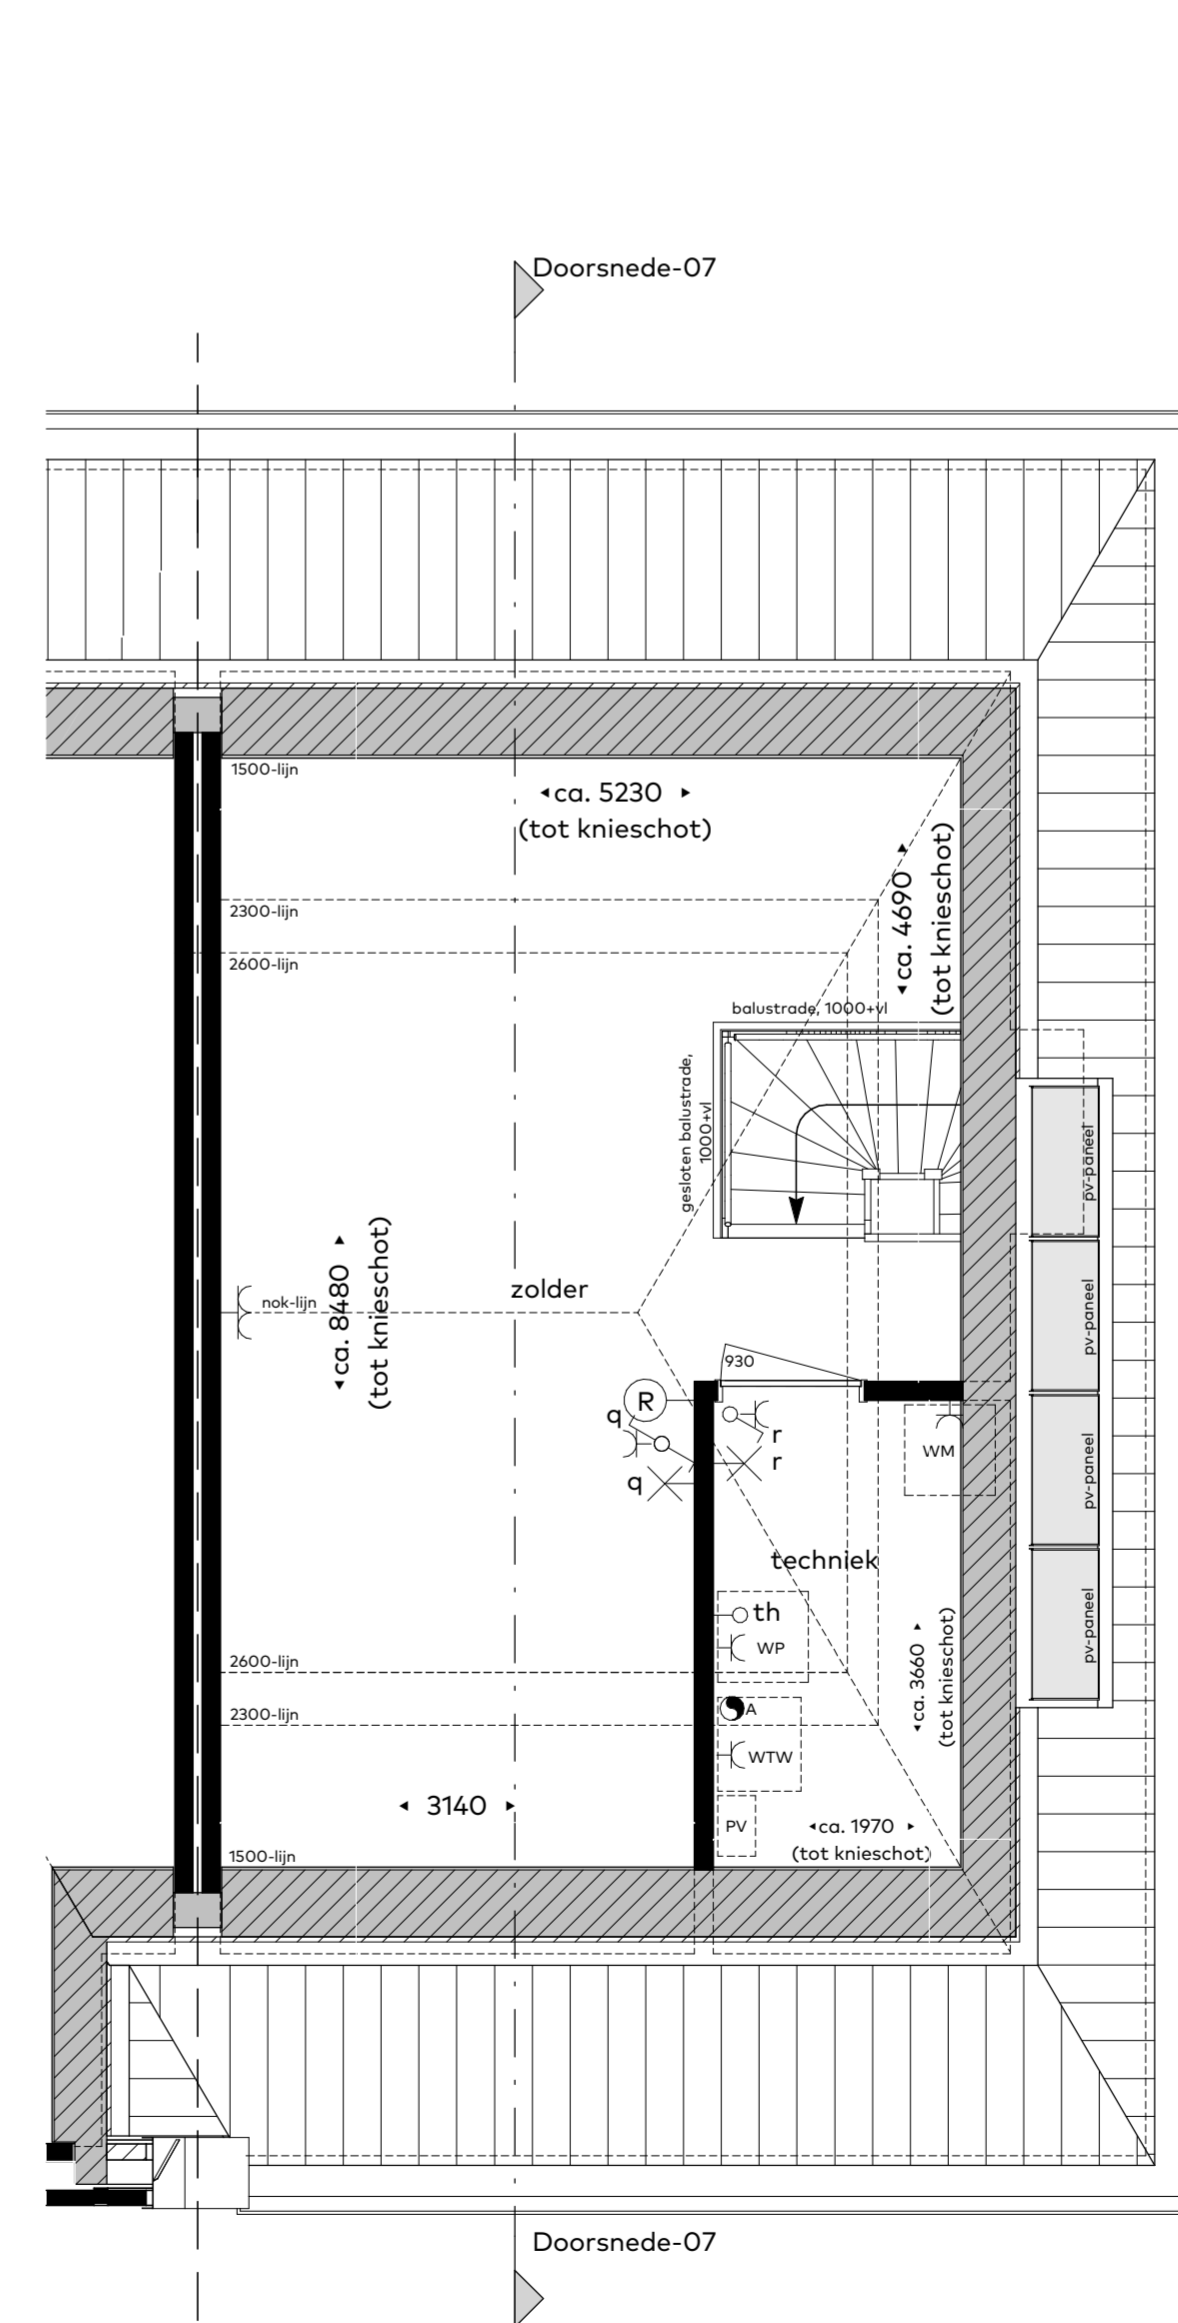 Doorsnede-07
1500-lijn
ca. 5230
(tot knieschot)
ca. 4690
(tot knieschot)
2300-lijn
2600-lijn
balustrade, 1000+vl
gesloten balustrade,
1000+vl
pv-paneel
pv-paneel
pv-paneel
pv-paneel
zolder
nok-lijn
ca. 8480
(tot knieschot)
930
R
q
r
r
q
WM
techniek
th
WP
ca. 3660
(tot knieschot)
2600-lijn
2300-lijn
A
WTW
3140
PV
ca. 1970
(tot knieschot)
1500-lijn
Doorsnede-07